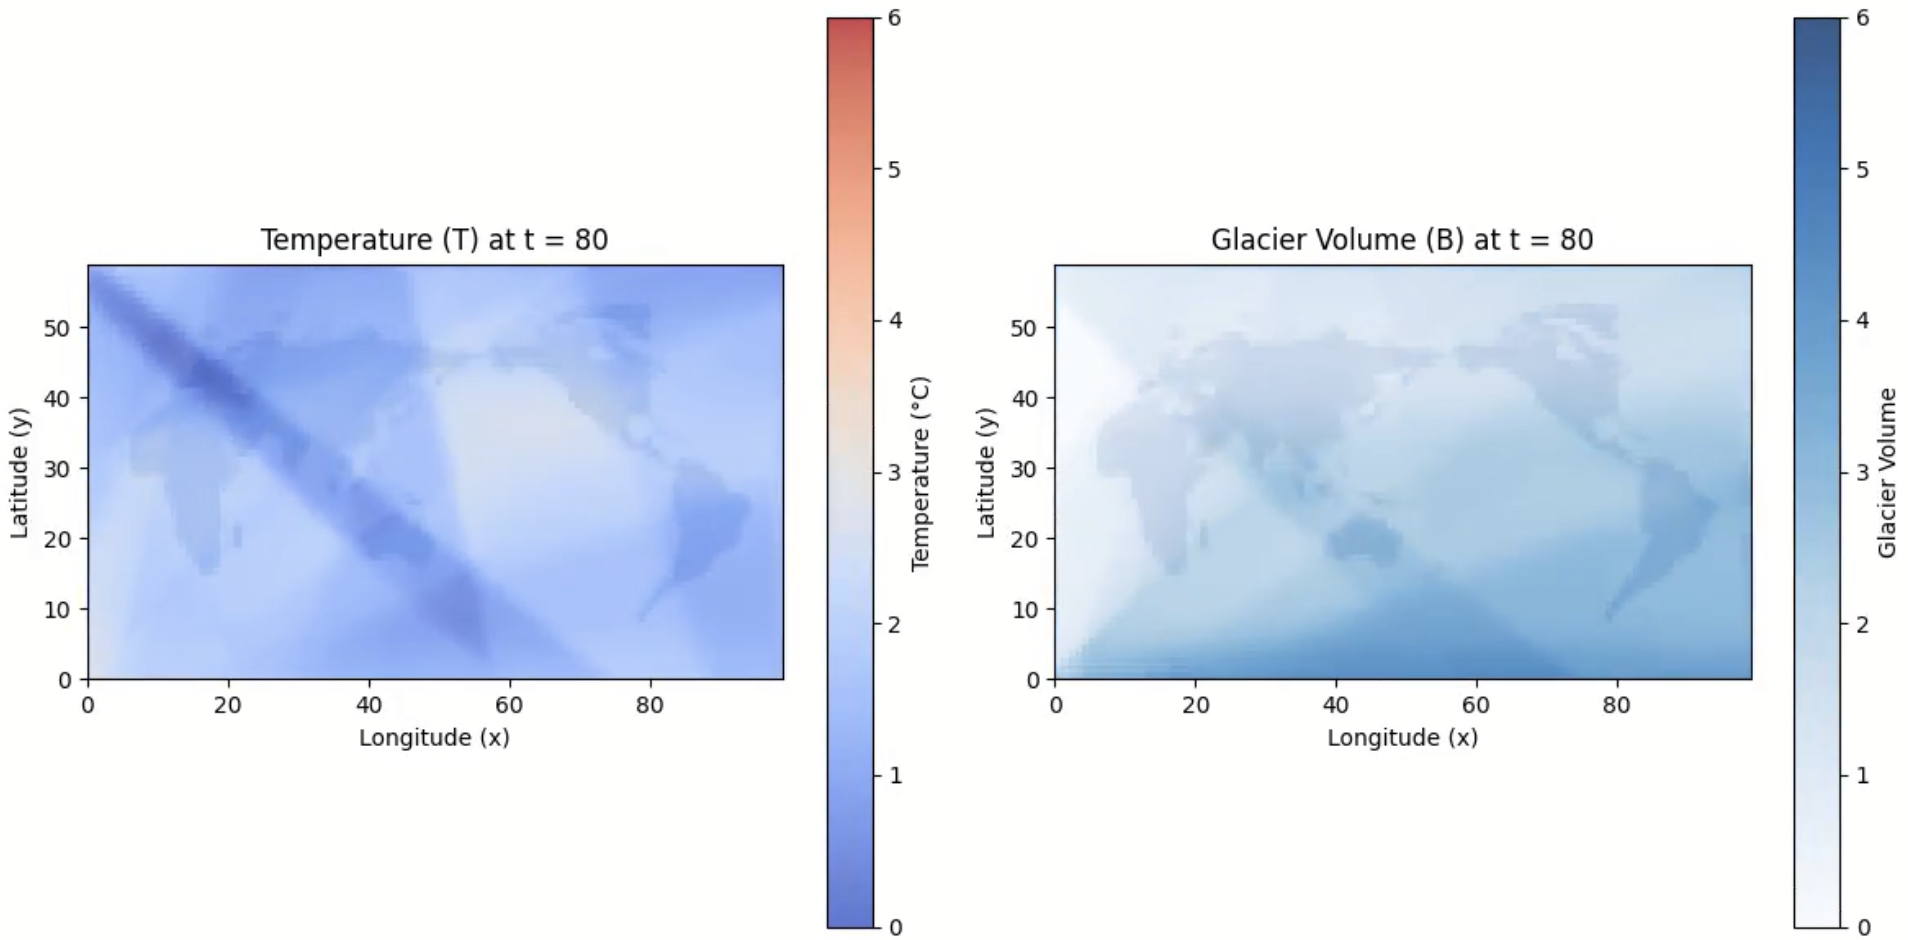 Temperature (T) at t = 80
Latitude (y)
50
40
30
20
10
0
0 20 40 60 80
Longitude (x)
6
5
4
3
2
1
0
Temperature (°C)
Glacier Volume (B) at t = 80
Latitude (y)
50
40
30
20
10
0
0 20 40 60 80
Longitude (x)
6
5
4
3
2
1
0
Glacier Volume